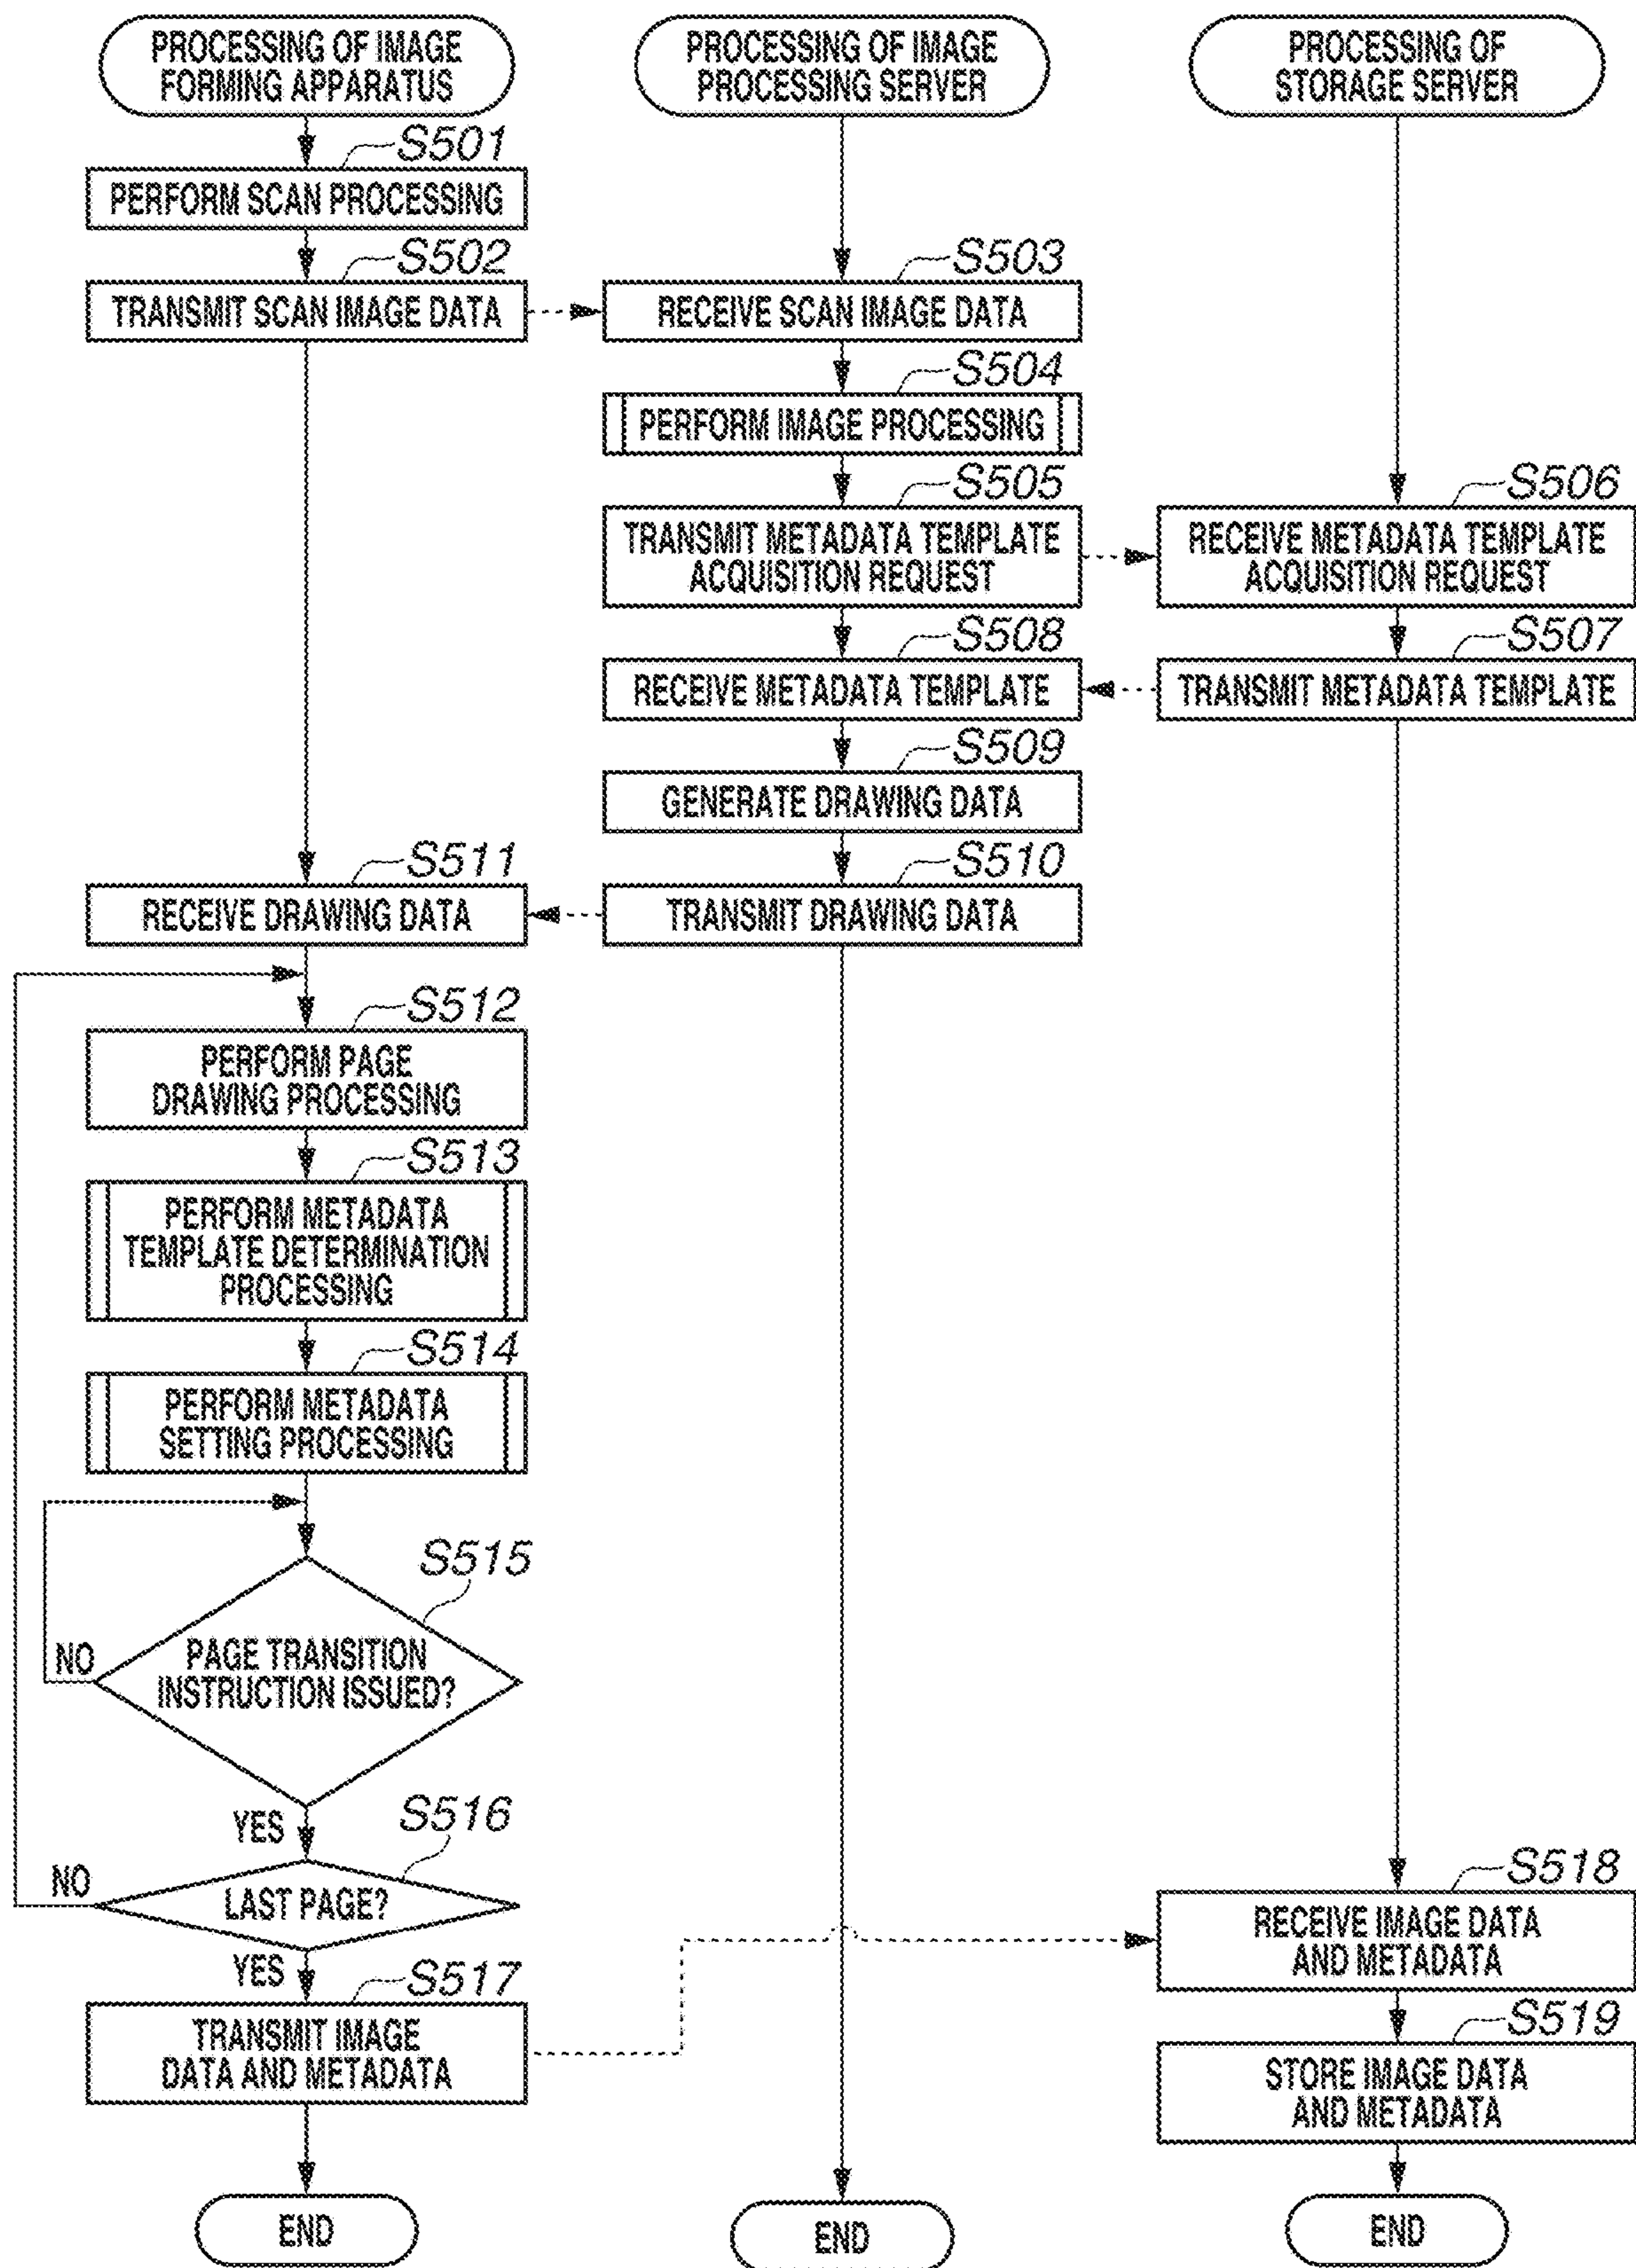 PROCESSING OF IMAGE
FORMING APPARATUS
PROCESSING OF IMAGE
PROCESSING SERVER
PROCESSING OF
STORAGE SERVER
S501
PERFORM SCAN PROCESSING
S502
TRANSMIT SCAN IMAGE DATA
S503
RECEIVE SCAN IMAGE DATA
S504
PERFORM IMAGE PROCESSING
S505
TRANSMIT METADATA TEMPLATE
ACQUISITION REQUEST
S506
RECEIVE METADATA TEMPLATE
ACQUISITION REQUEST
S508
RECEIVE METADATA TEMPLATE
S507
TRANSMIT METADATA TEMPLATE
S509
GENERATE DRAWING DATA
S511
RECEIVE DRAWING DATA
S510
TRANSMIT DRAWING DATA
S512
PERFORM PAGE
DRAWING PROCESSING
S513
PERFORM METADATA
TEMPLATE DETERMINATION
PROCESSING
S514
PERFORM METADATA
SETTING PROCESSING
S515
PAGE TRANSITION
INSTRUCTION ISSUED?
NO
YES
S516
LAST PAGE?
NO
YES
S517
TRANSMIT IMAGE
DATA AND METADATA
S518
RECEIVE IMAGE DATA
AND METADATA
S519
STORE IMAGE DATA
AND METADATA
END
END
END